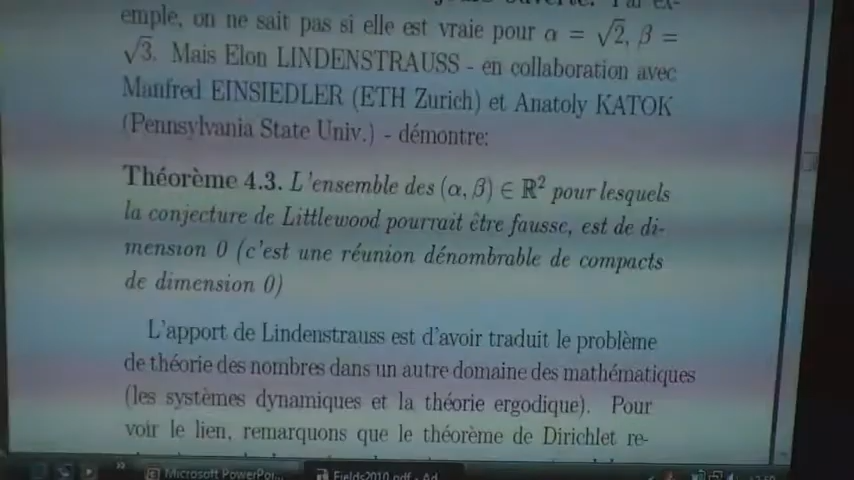 emple, on ne sait pas si elle est vraie pour α = √2, β =
√3. Mais Elon LINDENSTRAUSS - en collaboration avec
Manfred EINSIEDLER (ETH Zurich) et Anatoly KATOK
(Pennsylvania State Univ.) - démontre:
Théorème 4.3. L'ensemble des (α, β) ∈ ℝ² pour lesquels
la conjecture de Littlewood pourrait être fausse, est de di-
mension 0 (c'est une réunion dénombrable de compacts
de dimension 0)
L'apport de Lindenstrauss est d'avoir traduit le problème
de théorie des nombres dans un autre domaine des mathématiques
(les systèmes dynamiques et la théorie ergodique). Pour
voir le lien, remarquons que le théorème de Dirichlet re-
Microsoft PowerPoi... Fields2010.pdf - Ad...